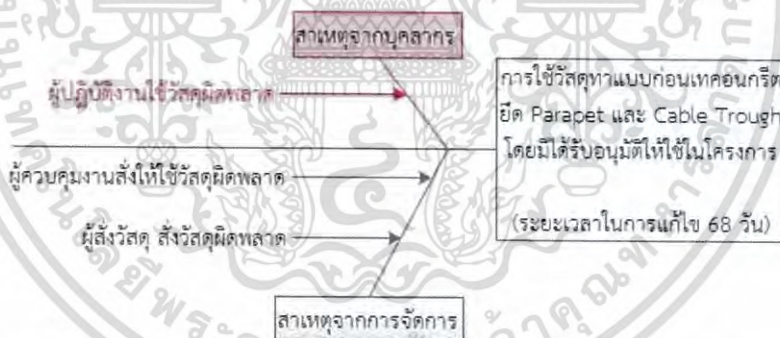 สาเหตุจากบุคลากร
ผู้ปฏิบัติงานใช้วัสดุผิดพลาด
การใช้วัสดุทาแบบก่อนเทคอนกรีต
ยึด Parapet และ Cable Trough
โดยมิได้รับอนุมัติให้ใช้ในโครงการ
(ระยะเวลาในการแก้ไข 68 วัน)
ผู้ควบคุมงานสั่งให้ใช้วัสดุผิดพลาด
ผู้สั่งวัสดุ สั่งวัสดุผิดพลาด
สาเหตุจากการจัดการ